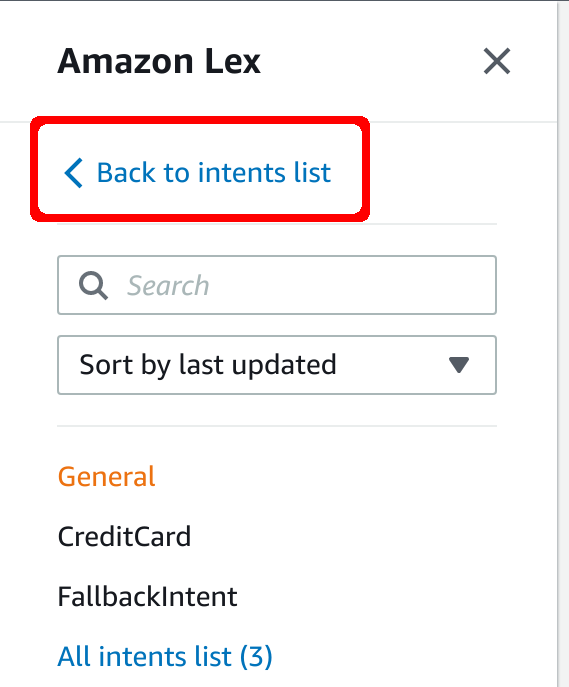 Amazon Lex
Back to intents list
Search
Sort by last updated
General
CreditCard
FallbackIntent
All intents list (3)